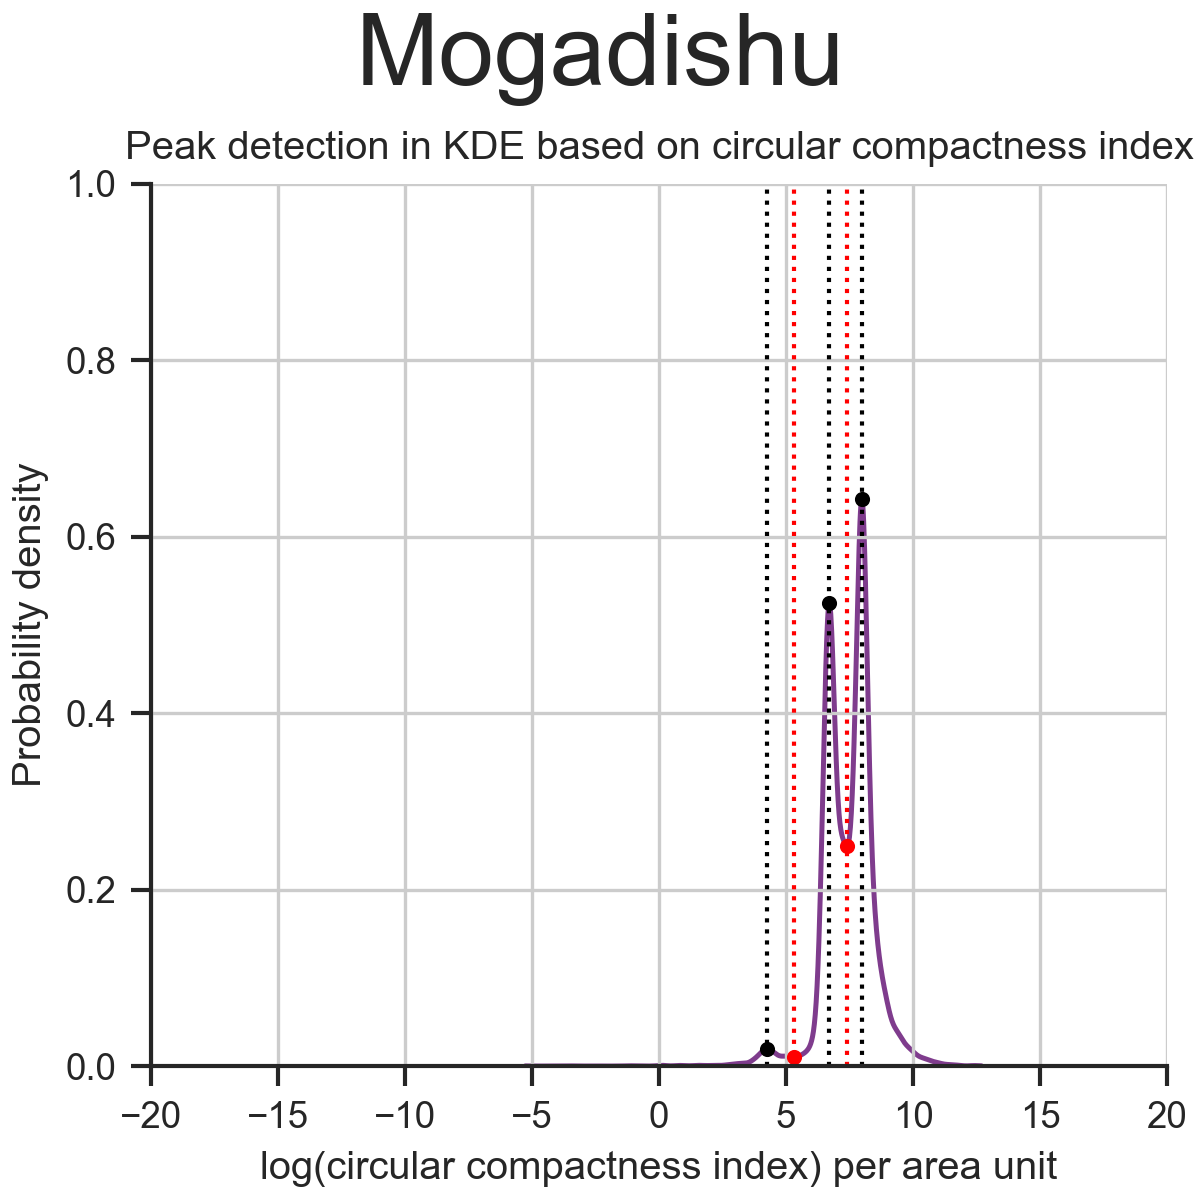 Mogadishu
Peak detection in KDE based on circular compactness index
1.0
0.8
0.6
0.4
0.2
0.0
−20 −15 −10 −5 0 5 10 15 20
Probability density
log(circular compactness index) per area unit